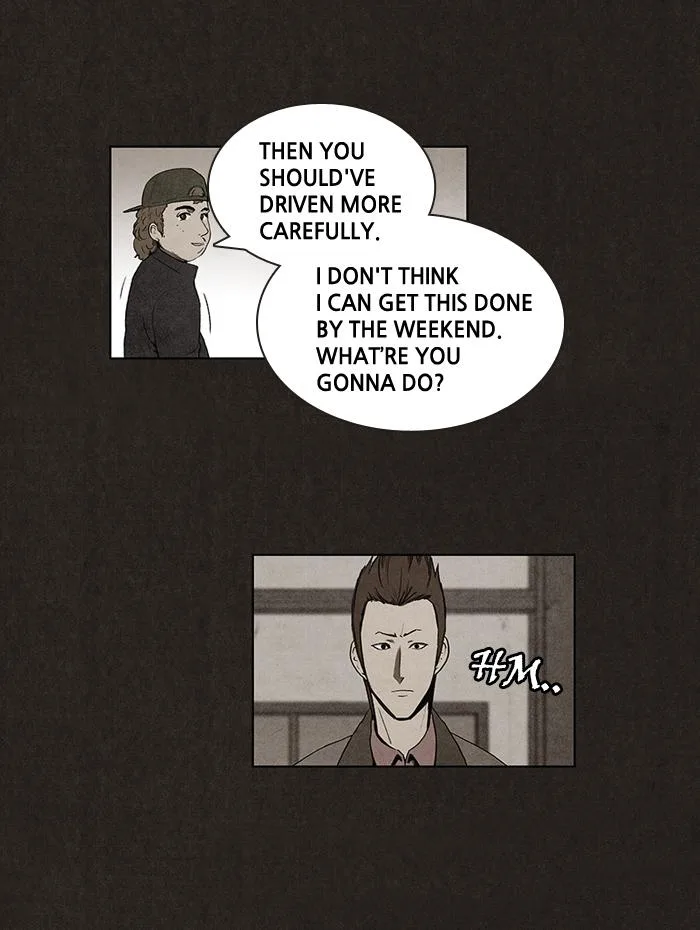 THEN YOU
SHOULD'VE
DRIVEN MORE
CAREFULLY.
I DON'T THINK
I CAN GET THIS DONE
BY THE WEEKEND.
WHAT'RE YOU
GONNA DO?
HM..